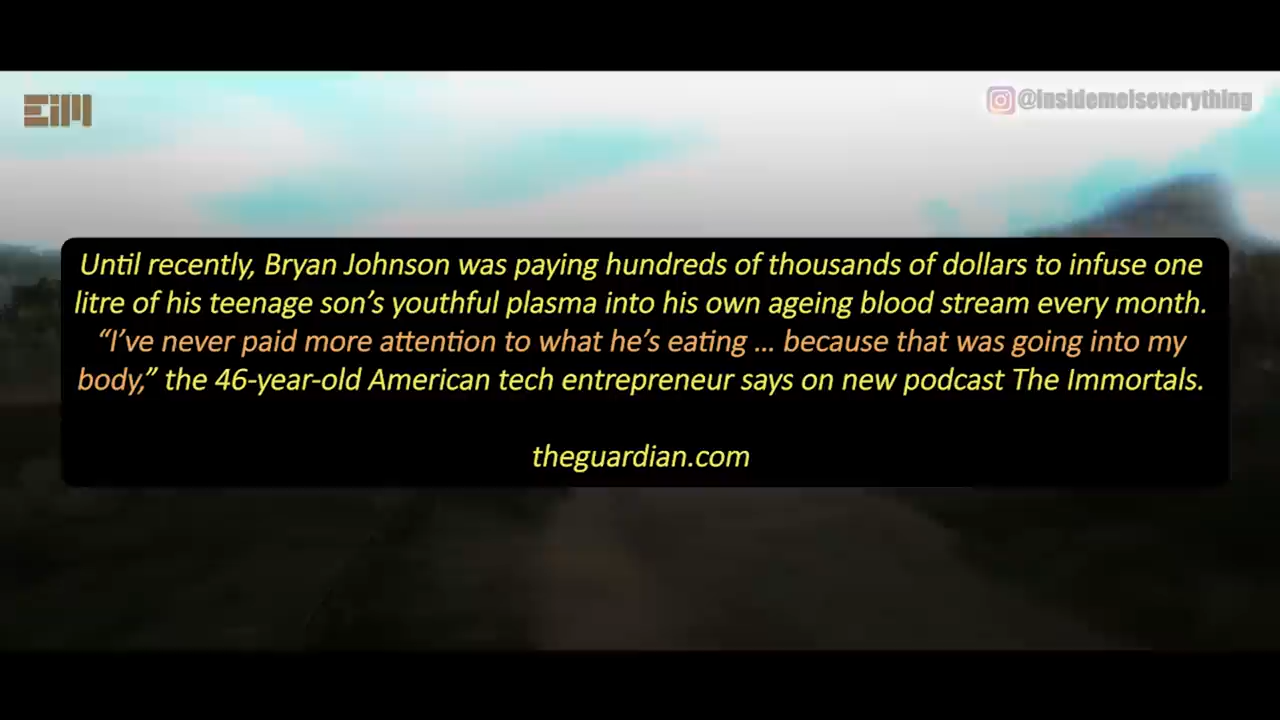 EiM
@insidemeiseverything
Until recently, Bryan Johnson was paying hundreds of thousands of dollars to infuse one
litre of his teenage son’s youthful plasma into his own ageing blood stream every month.
“I’ve never paid more attention to what he’s eating ... because that was going into my
body,” the 46-year-old American tech entrepreneur says on new podcast The Immortals.
theguardian.com